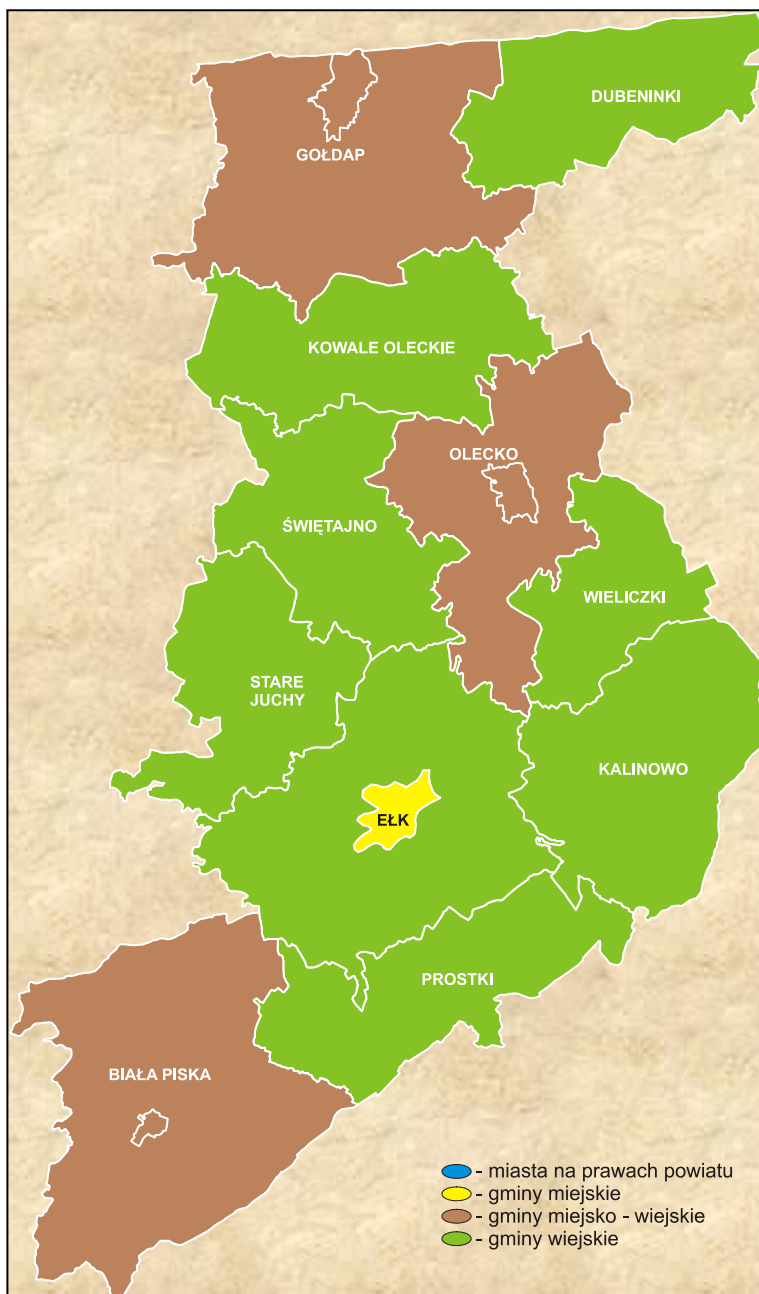 DUBENINKI
GOŁDAP
KOWALE OLECKIE
OLECKO
ŚWIĘTAJNO
WIELICZKI
STARE
JUCHY
KALINOWO
EŁK
PROSTKI
BIAŁA PISKA
- miasta na prawach powiatu
- gminy miejskie
- gminy miejsko - wiejskie
- gminy wiejskie